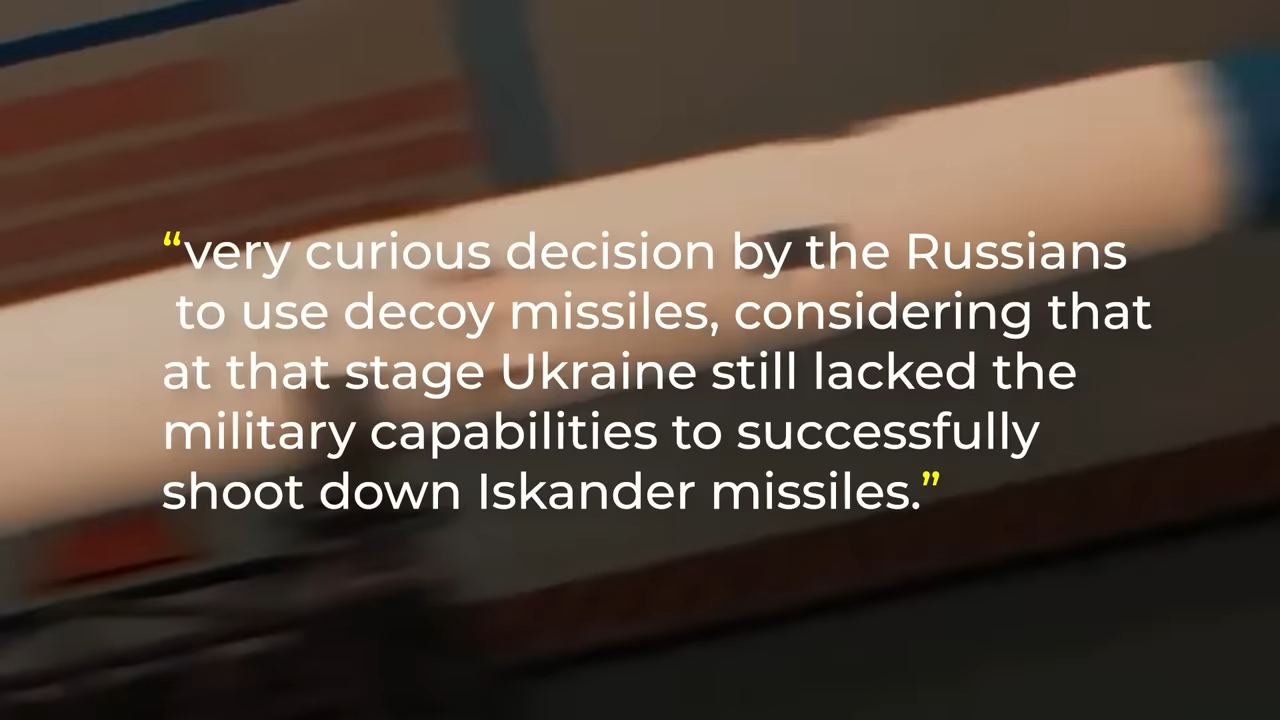 “very curious decision by the Russians
to use decoy missiles, considering that
at that stage Ukraine still lacked the
military capabilities to successfully
shoot down Iskander missiles.”